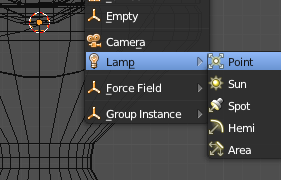 Empty
Camera
Lamp
Force Field
Group Instance
Point
Sun
Spot
Hemi
Area